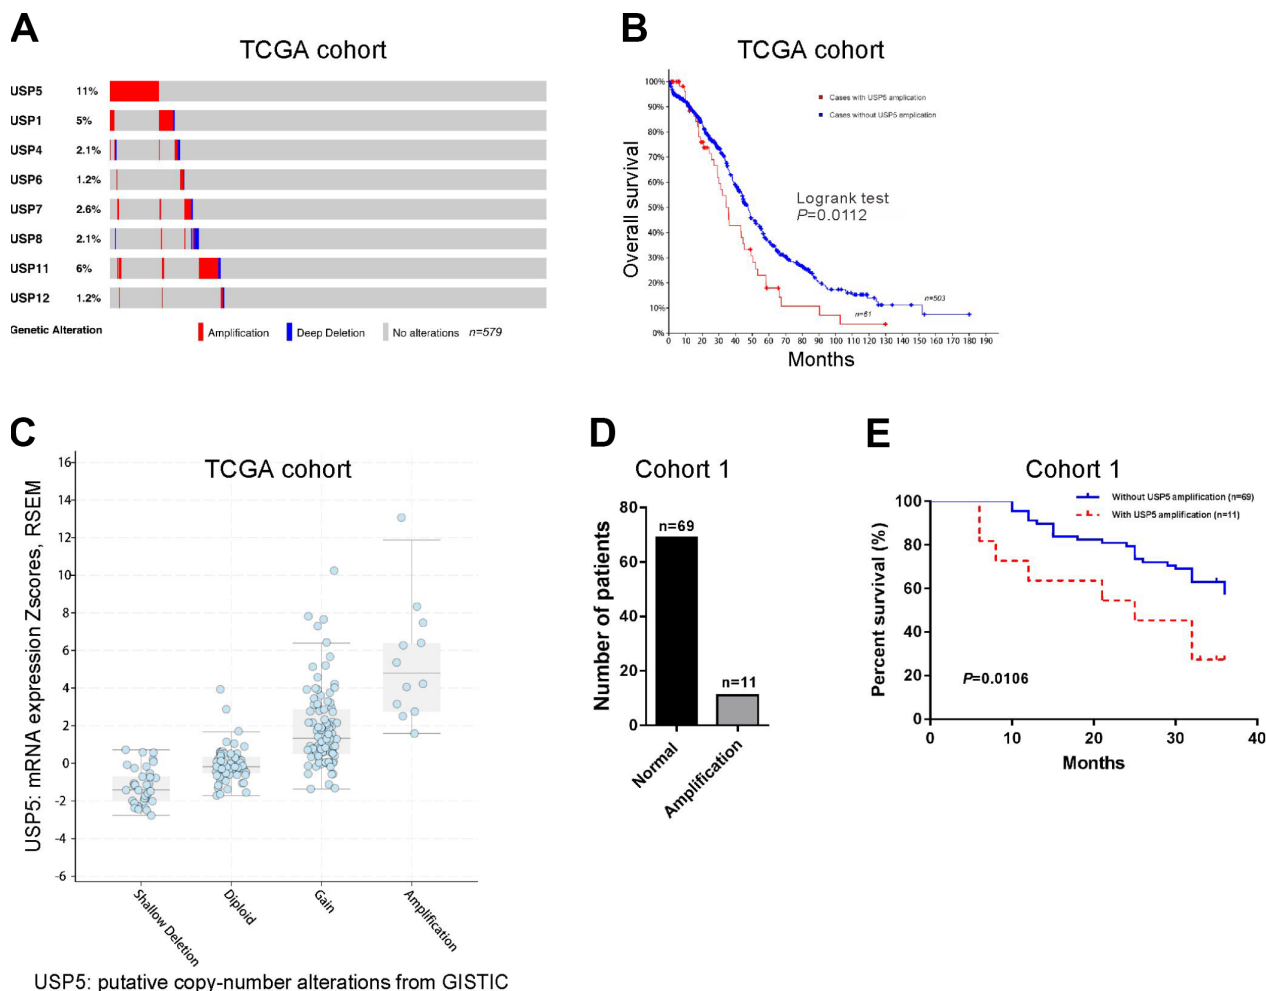 A
TCGA cohort
USP5 11%
USP1 5%
USP4 2.1%
USP6 1.2%
USP7 2.6%
USP8 2.1%
USP11 6%
USP12 1.2%
Genetic Alteration Amplification Deep Deletion No alterations n=579
B
TCGA cohort
Cases with USP5 amplication
Cases without USP5 amplication
Logrank test
P=0.0112
Overall survival
100%
90%
80%
70%
60%
50%
40%
30%
20%
10%
0%
n=503
n=61
0 10 20 30 40 50 60 70 80 90 100 110 120 130 140 150 160 170 180 190
Months
C
TCGA cohort
USP5: mRNA expression Zscores, RSEM
16
14
12
10
8
6
4
2
0
-2
-4
-6
Shallow Deletion
Diploid
Gain
Amplification
USP5: putative copy-number alterations from GISTIC
D
Cohort 1
Number of patients
80
60
40
20
0
n=69
n=11
Normal
Amplification
E
Cohort 1
Without USP5 amplification (n=69)
With USP5 amplification (n=11)
Percent survival (%)
100
80
60
40
20
0
P=0.0106
0 10 20 30 40
Months